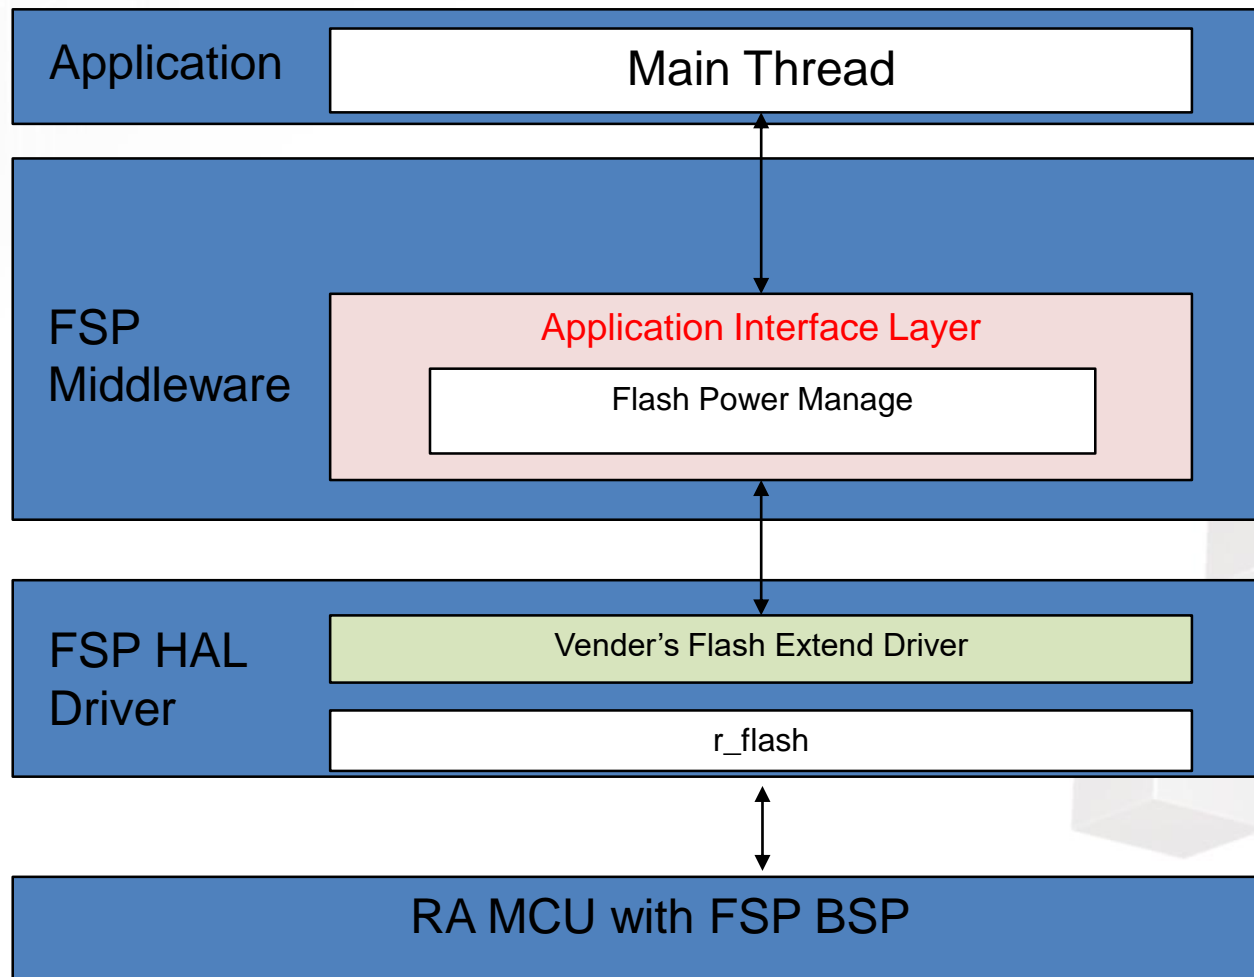 Application
Main Thread
FSP
Middleware
Application Interface Layer
Flash Power Manage
FSP HAL
Driver
Vender's Flash Extend Driver
r_flash
RA MCU with FSP BSP